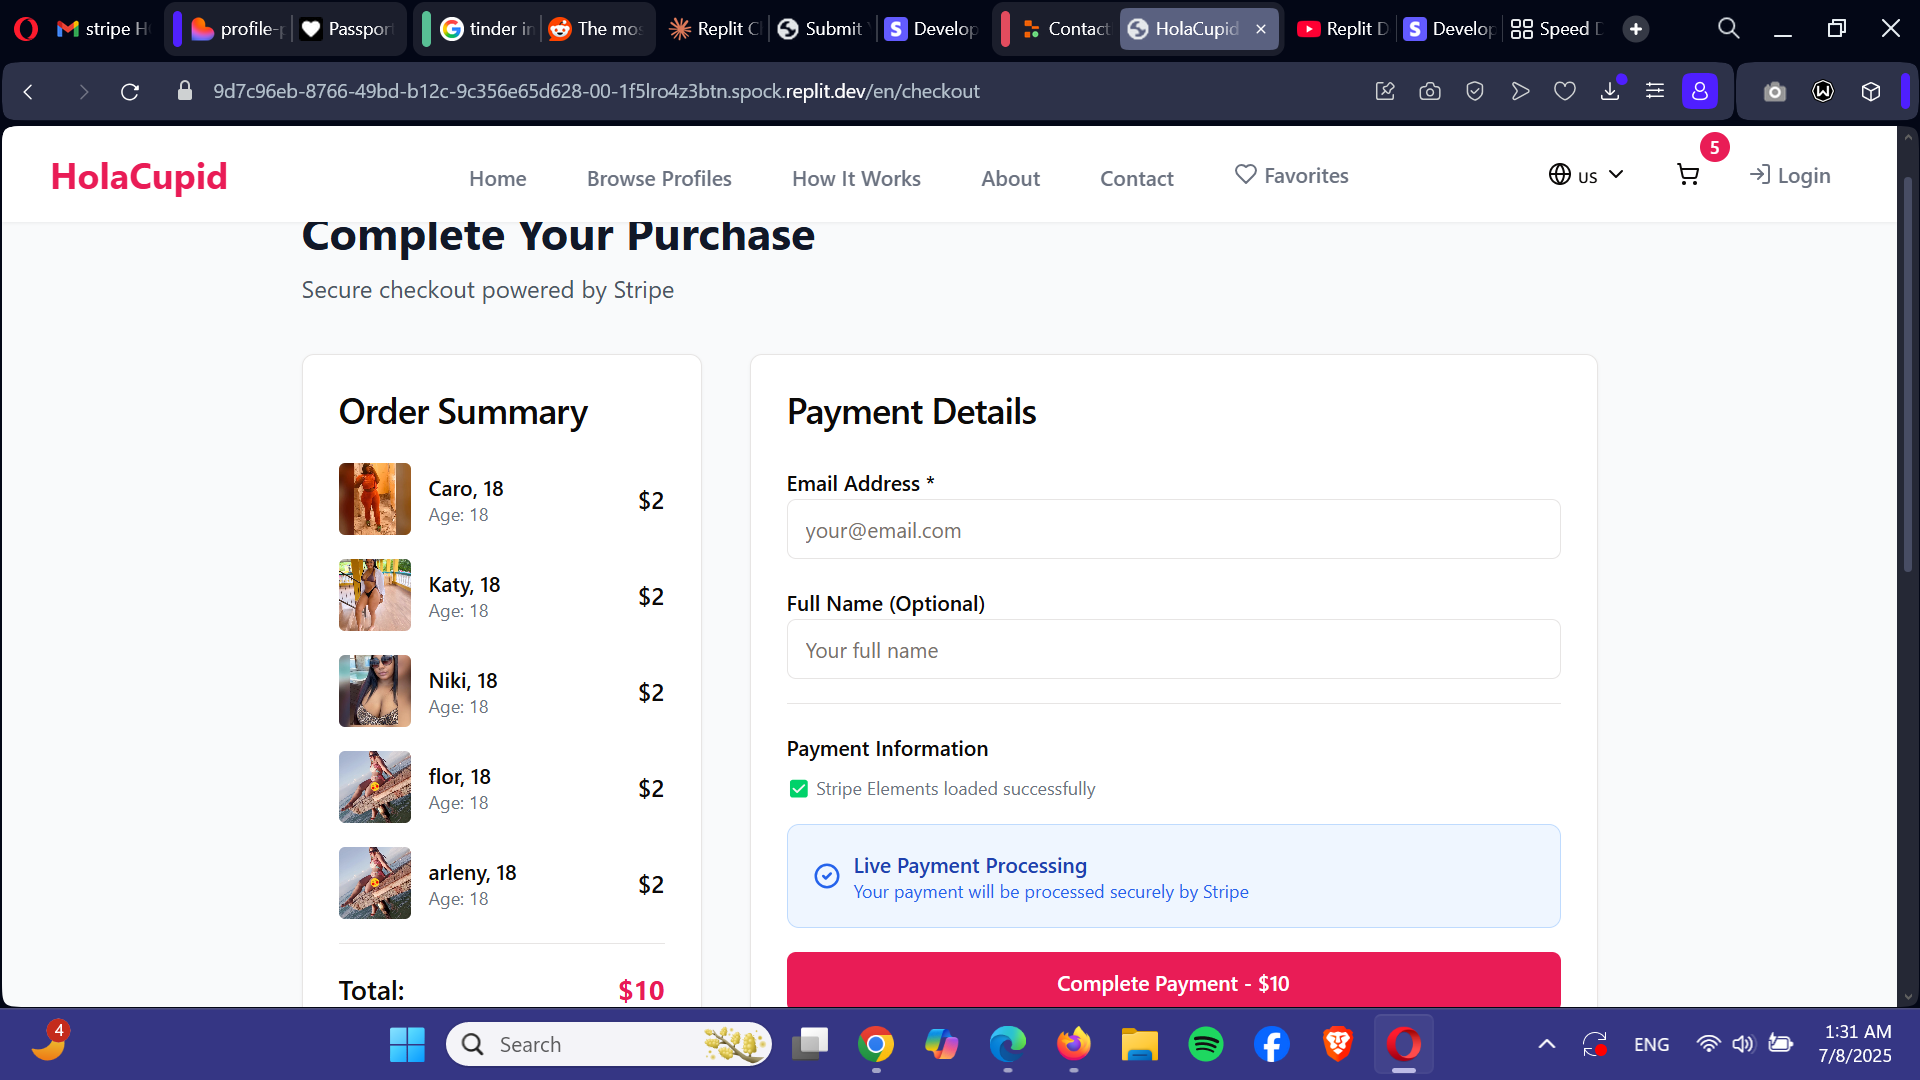 stripe H
profile-p
Passpor
tinder in
The mos
Replit Cl
Submit
Develop
Contact
HolaCupid
Replit D
Develop
Speed D
9d7c96eb-8766-49bd-b12c-9c356e65d628-00-1f5lro4z3btn.spock.replit.dev/en/checkout
HolaCupid
Home
Browse Profiles
How It Works
About
Contact
Favorites
us
5
Login
Complete Your Purchase
Secure checkout powered by Stripe
Order Summary
Caro, 18
Age: 18
$2
Katy, 18
Age: 18
$2
Niki, 18
Age: 18
$2
flor, 18
Age: 18
$2
arleny, 18
Age: 18
$2
Total:
$10
Payment Details
Email Address *
your@email.com
Full Name (Optional)
Your full name
Payment Information
Stripe Elements loaded successfully
Live Payment Processing
Your payment will be processed securely by Stripe
Complete Payment - $10
4
Search
ENG
1:31 AM
7/8/2025